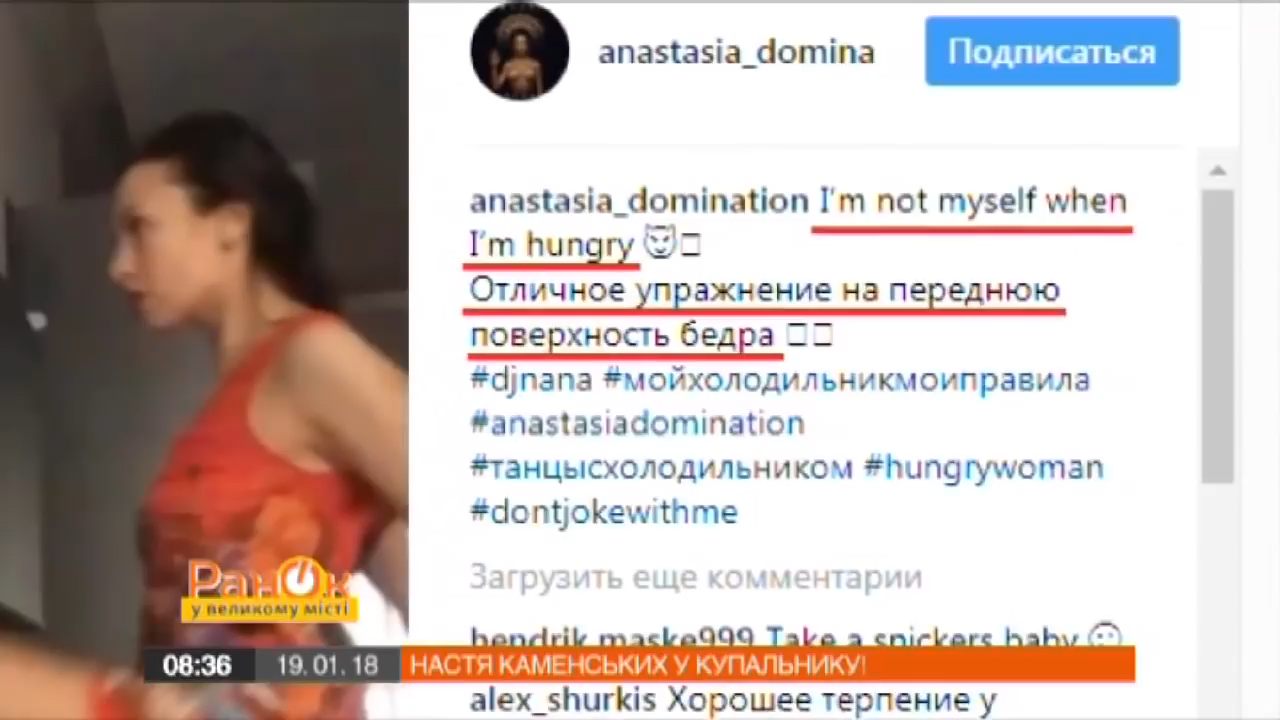 anastasia_domina
Подписаться
anastasia_domination I'm not myself when
I'm hungry
Отличное упражнение на переднюю
поверхность бедра
#djnana #мойхолодильникмоиправила
#anastasiadomination
#танцысхолодильником #hungrywoman
#dontjokewithme
Загрузить еще комментарии
hendrik.maske999 Take a snickers baby
Ранок
у великому місті
08:36 19.01.18 НАСТЯ КАМЕНСЬКИХ У КУПАЛЬНИКУ!
alex_shurkis Хорошее терпение у